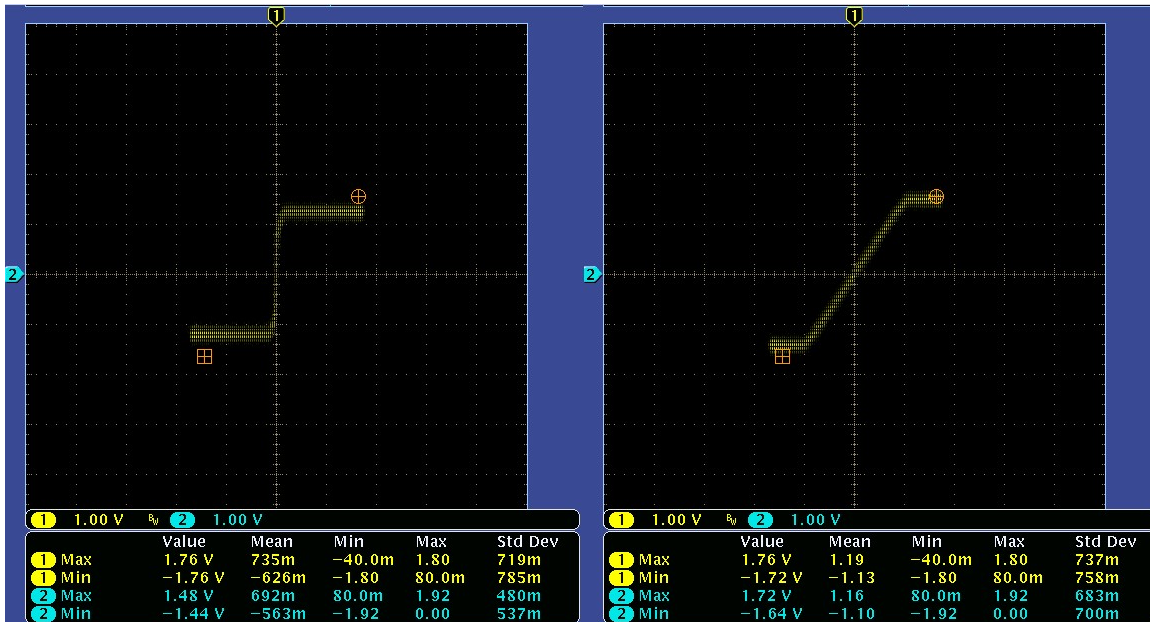 1 1
2 2
1 1.00 V BW 2 1.00 V
Value Mean Min Max Std Dev
1 Max 1.76 V 735m −40.0m 1.80 719m
1 Min −1.76 V −626m −1.80 80.0m 785m
2 Max 1.48 V 692m 80.0m 1.92 480m
2 Min −1.44 V −563m −1.92 0.00 537m
1 1.00 V BW 2 1.00 V
Value Mean Min Max Std Dev
1 Max 1.76 V 1.19 −40.0m 1.80 737m
1 Min −1.72 V −1.13 −1.80 80.0m 758m
2 Max 1.72 V 1.16 80.0m 1.92 683m
2 Min −1.64 V −1.10 −1.92 0.00 700m